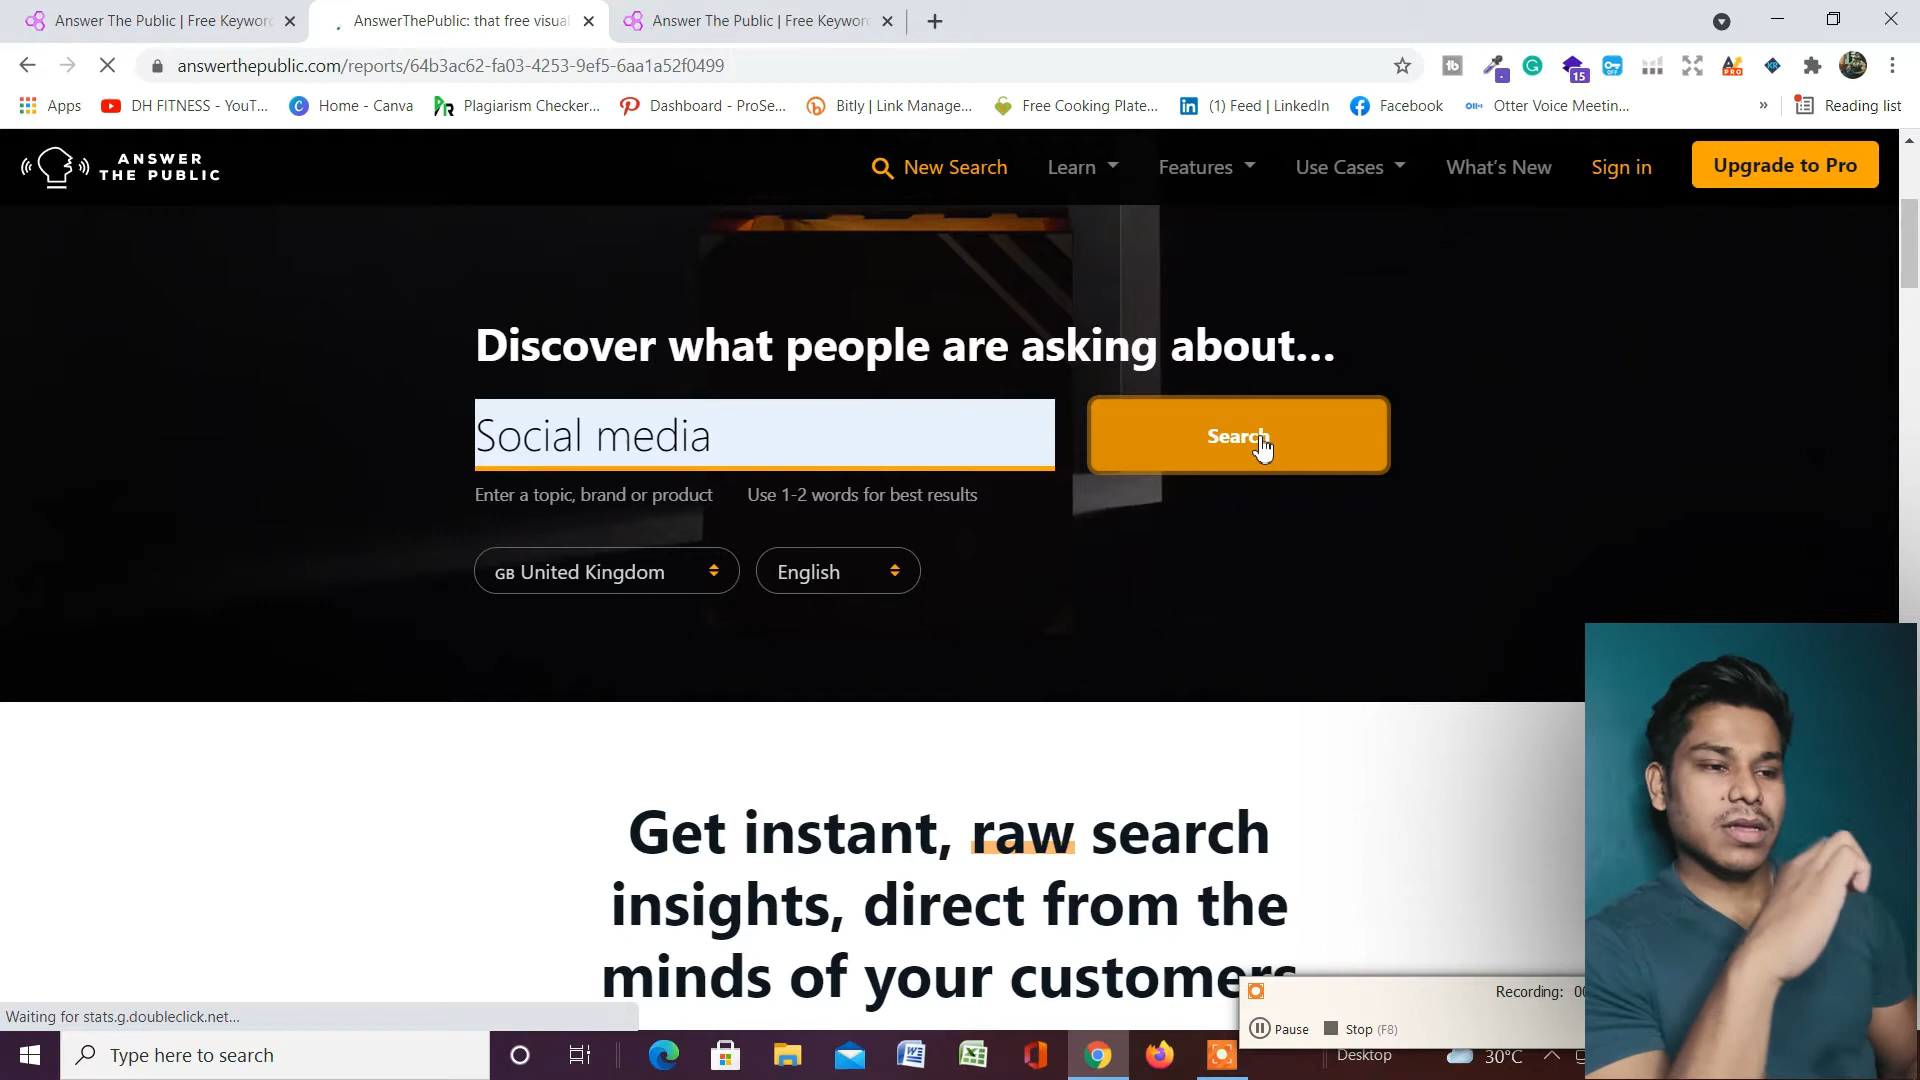 Answer The Public | Free Keywor
AnswerThePublic: that free visual
Answer The Public | Free Keywor
answerthepublic.com/reports/64b3ac62-fa03-4253-9ef5-6aa1a52f0499
15
PRO
Apps
DH FITNESS - YouT...
Home - Canva
Plagiarism Checker...
Dashboard - ProSe...
Bitly | Link Manage...
Free Cooking Plate...
(1) Feed | LinkedIn
Facebook
Otter Voice Meetin...
»
Reading list
ANSWER
THE PUBLIC
New Search
Learn
Features
Use Cases
What's New
Sign in
Upgrade to Pro
Discover what people are asking about...
Social media
Search
Enter a topic, brand or product
Use 1-2 words for best results
GB United Kingdom
English
Get instant, raw search
insights, direct from the
minds of your customers
Recording:
Pause
Stop (F8)
Waiting for stats.g.doubleclick.net...
Type here to search
Desktop
30°C